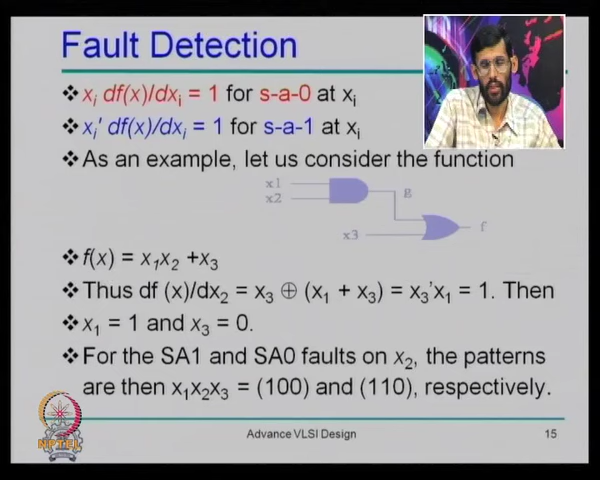 Fault Detection
❖ xᵢ df(x)/dxᵢ = 1 for s-a-0 at xᵢ
❖ xᵢ' df(x)/dxᵢ = 1 for s-a-1 at xᵢ
❖ As an example, let us consider the function
x1
x2
g
x3
f
❖ f(x) = x₁x₂ +x₃
❖ Thus df (x)/dx₂ = x₃ ⊕ (x₁ + x₃) = x₃'x₁ = 1. Then
❖ x₁ = 1 and x₃ = 0.
❖ For the SA1 and SA0 faults on x₂, the patterns
are then x₁x₂x₃ = (100) and (110), respectively.
NPTEL
Advance VLSI Design
15